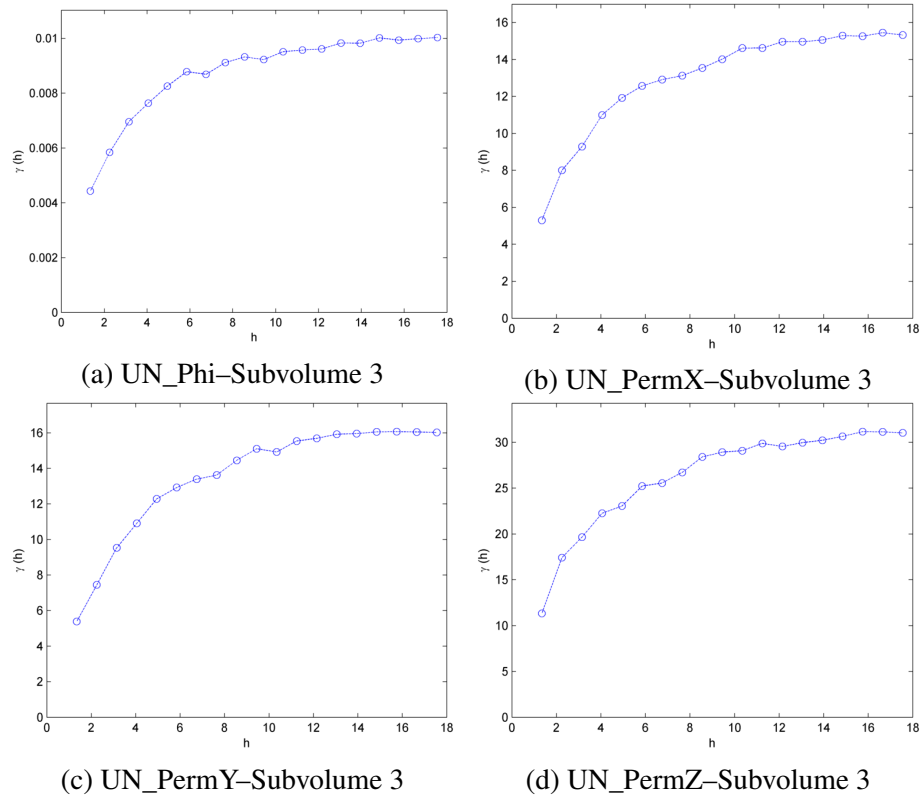 0.01
0.008
0.006
0.004
0.002
0
γ (h)
0 2 4 6 8 10 12 14 16 18
h
(a) UN_Phi–Subvolume 3
16
14
12
10
8
6
4
2
0
γ (h)
0 2 4 6 8 10 12 14 16 18
h
(b) UN_PermX–Subvolume 3
16
14
12
10
8
6
4
2
0
γ (h)
0 2 4 6 8 10 12 14 16 18
h
(c) UN_PermY–Subvolume 3
30
25
20
15
10
5
0
γ (h)
0 2 4 6 8 10 12 14 16 18
h
(d) UN_PermZ–Subvolume 3